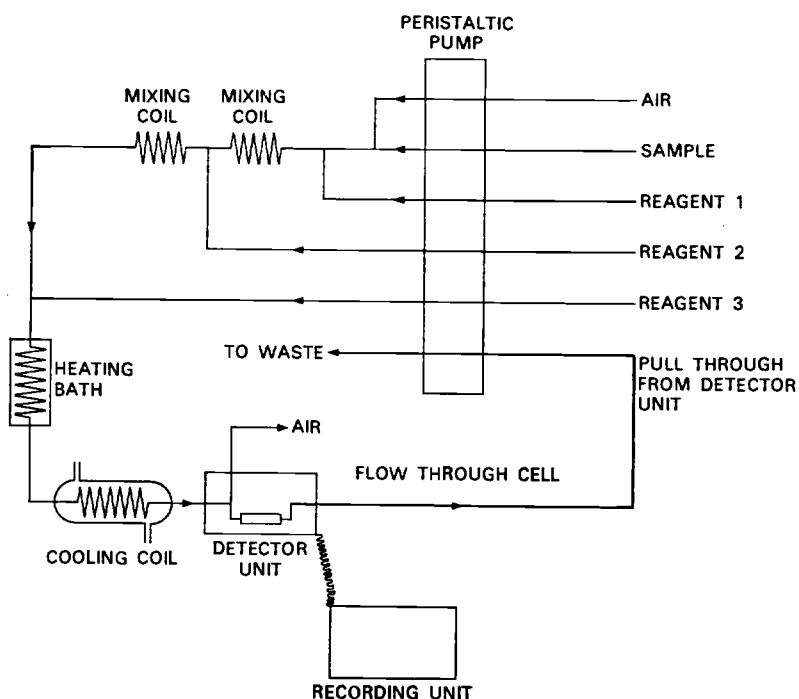 PERISTALTIC
PUMP
MIXING
COIL
MIXING
COIL
AIR
SAMPLE
REAGENT 1
REAGENT 2
REAGENT 3
TO WASTE
PULL THROUGH
FROM DETECTOR
UNIT
HEATING
BATH
AIR
FLOW THROUGH CELL
COOLING COIL
DETECTOR
UNIT
RECORDING UNIT